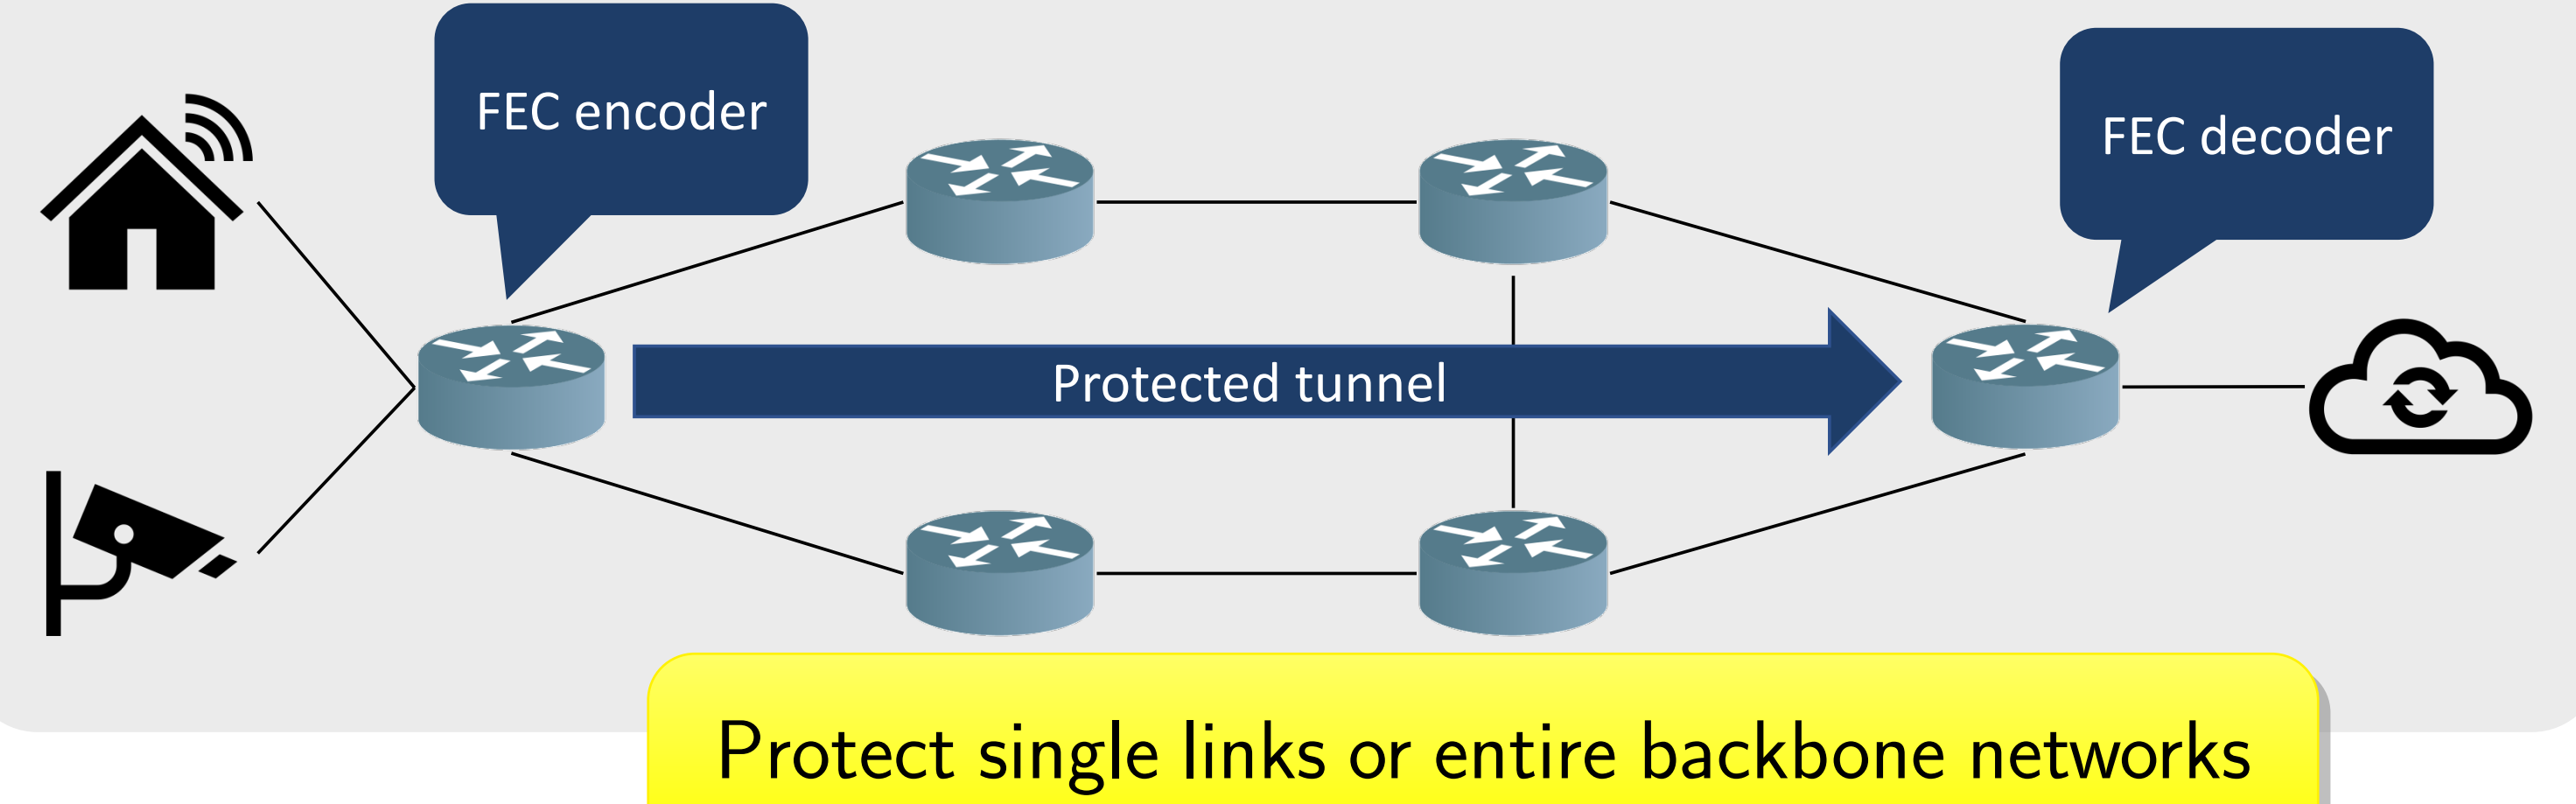 FEC encoder
FEC decoder
Protected tunnel
Protect single links or entire backbone networks